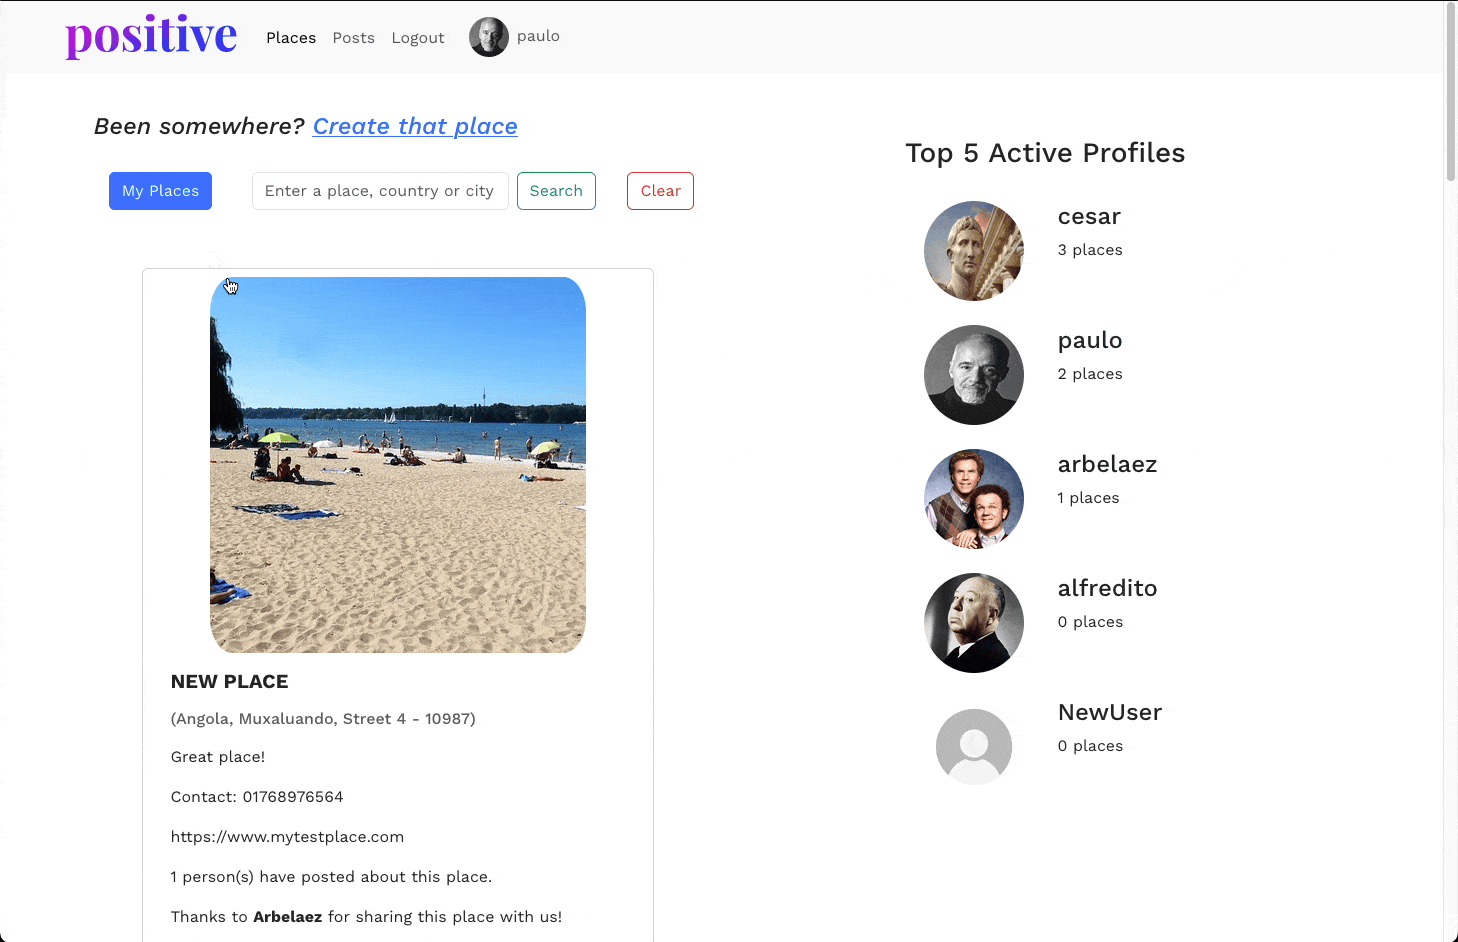 positive Places Posts Logout paulo
Been somewhere? Create that place
My Places Enter a place, country or city Search Clear
NEW PLACE
(Angola, Muxaluando, Street 4 - 10987)
Great place!
Contact: 01768976564
https://www.mytestplace.com
1 person(s) have posted about this place.
Thanks to Arbelaez for sharing this place with us!
Top 5 Active Profiles
cesar
3 places
paulo
2 places
arbelaez
1 places
alfredito
0 places
NewUser
0 places